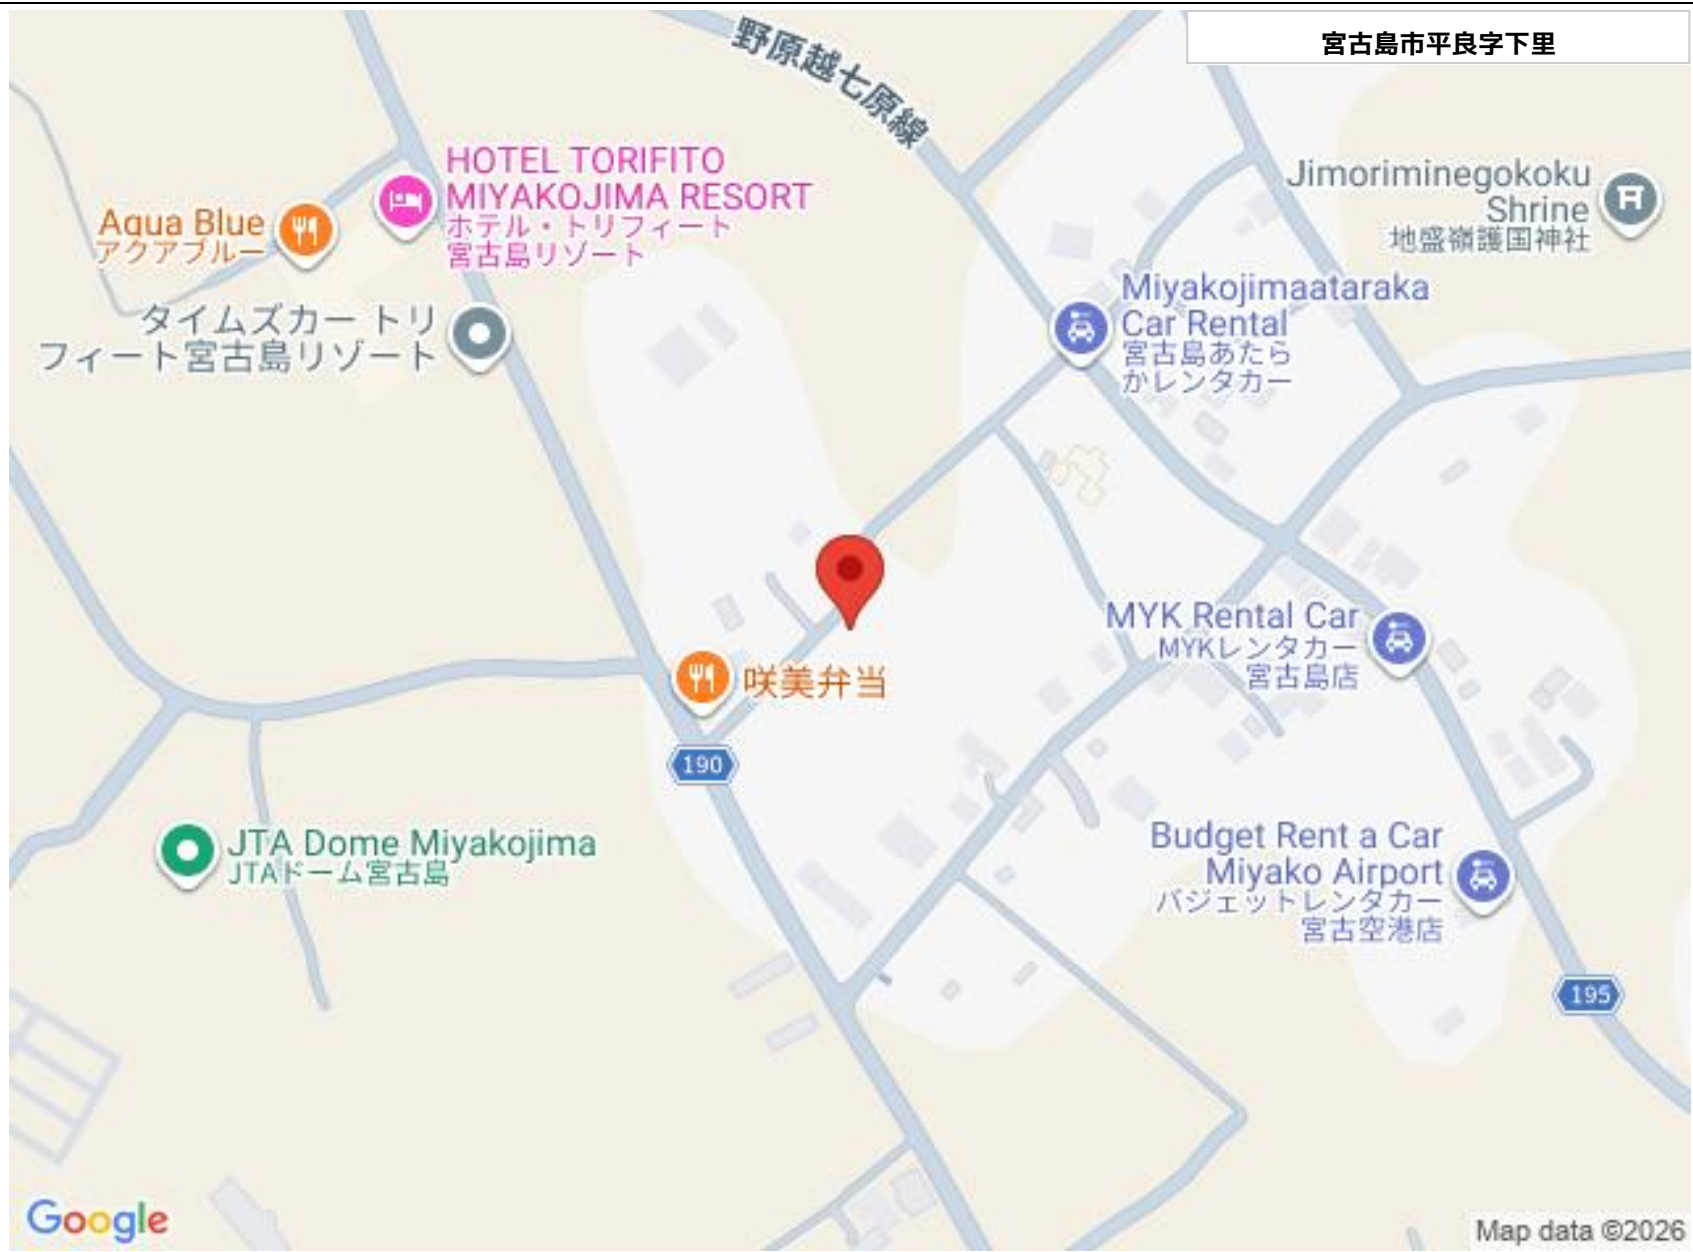 宮古島市平良字下里
野原越七原線
HOTEL TORIFITO
MIYAKOJIMA RESORT
ホテル・トリフィート
宮古島リゾート
Aqua Blue
アクアブルー
Jimoriminegokoku
Shrine
地盛嶺護国神社
タイムズカー トリ
フィート宮古島リゾート
Miyakojimaataraka
Car Rental
宮古島あたら
かレンタカー
MYK Rental Car
MYKレンタカー
宮古島店
咲美弁当
190
JTA Dome Miyakojima
JTAドーム宮古島
Budget Rent a Car
Miyako Airport
バジェットレンタカー
宮古空港店
195
Google
Map data ©2026